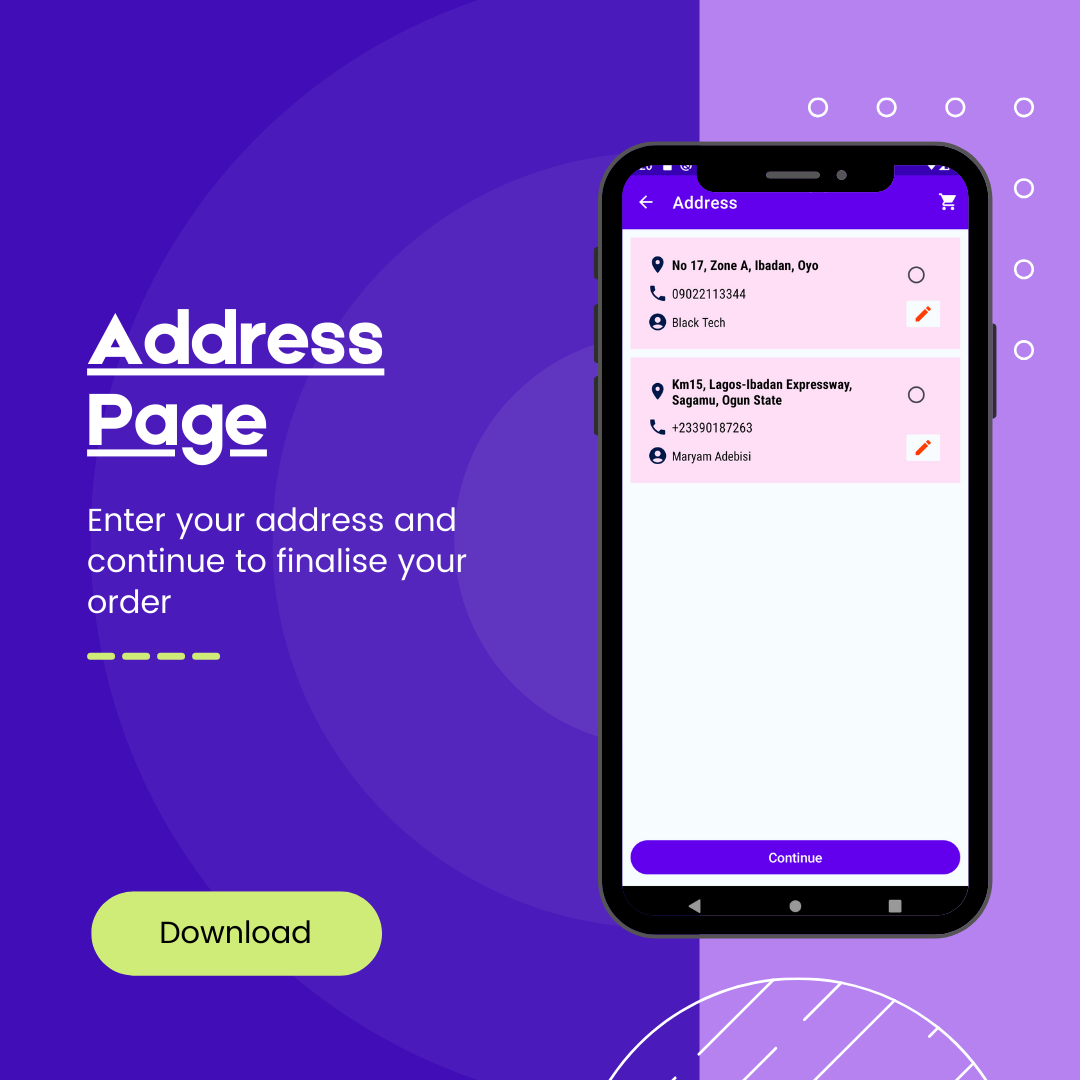 Address
Page
Enter your address and
continue to finalise your
order
Download
Address
No 17, Zone A, Ibadan, Oyo
09022113344
Black Tech
Km15, Lagos-Ibadan Expressway,
Sagamu, Ogun State
+23390187263
Maryam Adebisi
Continue